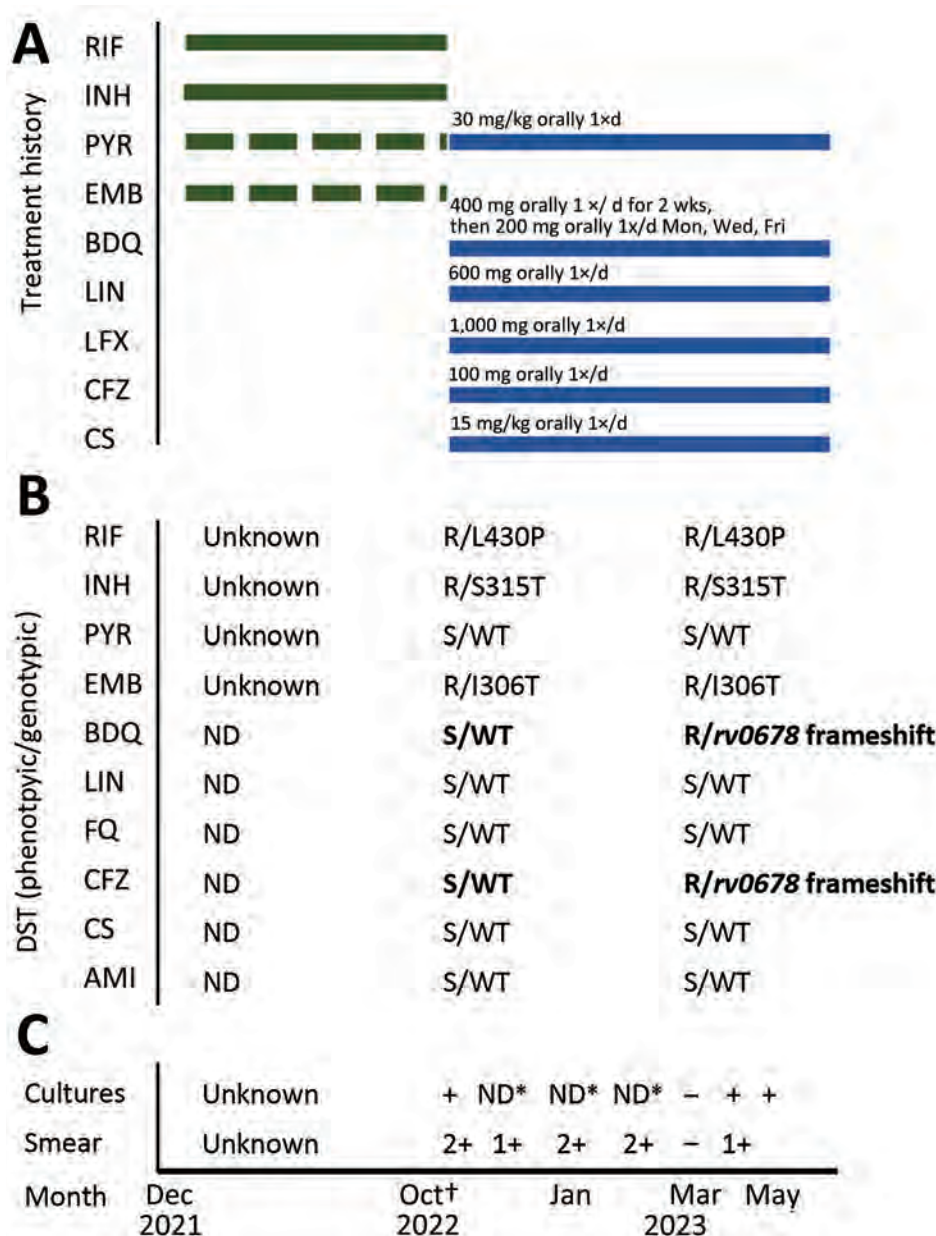 A
Treatment history
RIF
INH
30 mg/kg orally 1×d
PYR
EMB
400 mg orally 1 ×/ d for 2 wks,
then 200 mg orally 1x/d Mon, Wed, Fri
BDQ
600 mg orally 1×/d
LIN
1,000 mg orally 1×/d
LFX
100 mg orally 1×/d
CFZ
15 mg/kg orally 1×/d
CS
B
DST (phenotpyic/genotypic)
RIF Unknown R/L430P R/L430P
INH Unknown R/S315T R/S315T
PYR Unknown S/WT S/WT
EMB Unknown R/I306T R/I306T
BDQ ND S/WT R/rv0678 frameshift
LIN ND S/WT S/WT
FQ ND S/WT S/WT
CFZ ND S/WT R/rv0678 frameshift
CS ND S/WT S/WT
AMI ND S/WT S/WT
C
Cultures Unknown + ND* ND* ND* – + +
Smear Unknown 2+ 1+ 2+ 2+ – 1+
Month Dec Oct† Jan Mar May
2021 2022 2023